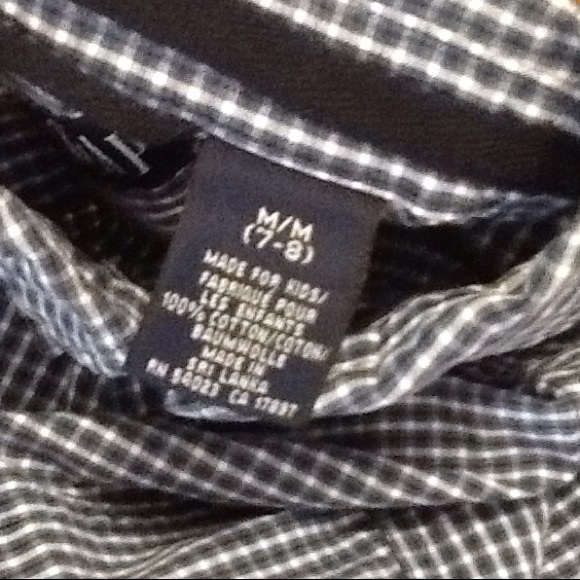 M/M
(7-8)
MADE FOR KIDS/
FABRIQUÉ POUR
LES ENFANTS
100% COTTON/COTON/
BAUMWOLLE
MADE IN
SRI LANKA
RN 54023 CA 17897